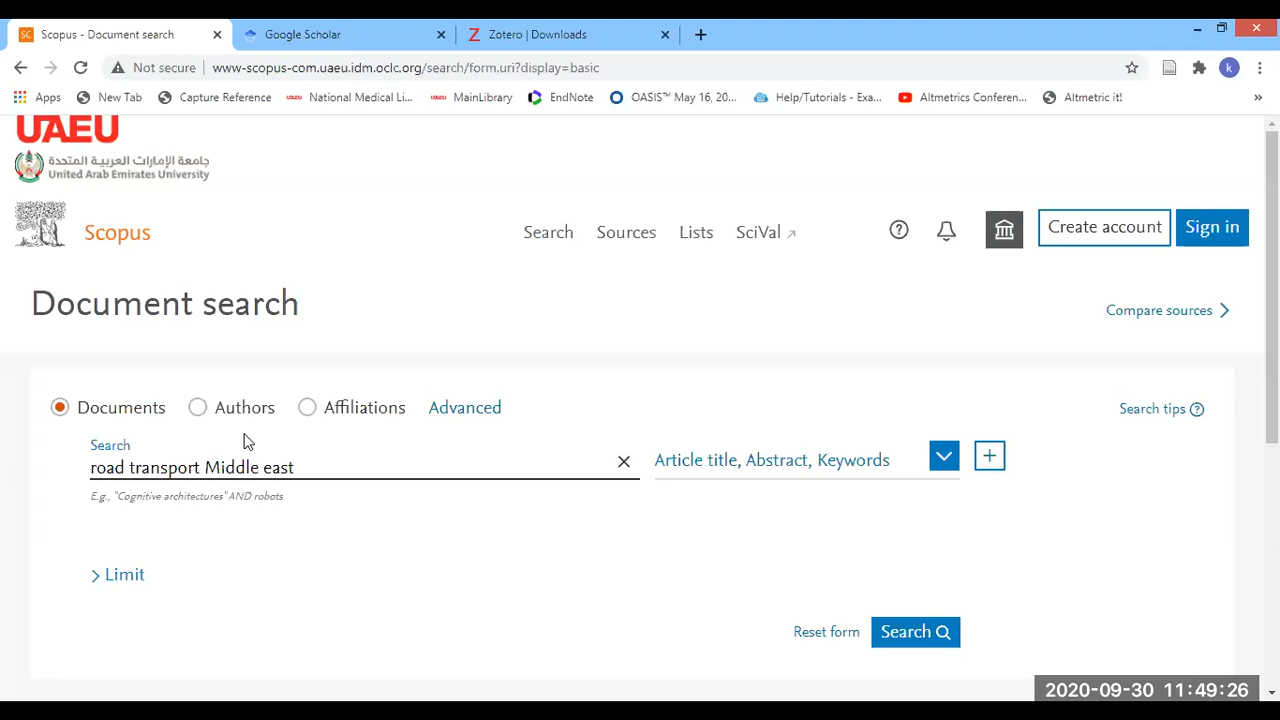 Scopus - Document search
Google Scholar
Zotero | Downloads
Not secure www-scopus-com.uaeu.idm.oclc.org/search/form.uri?display=basic
k
Apps New Tab Capture Reference National Medical Li... MainLibrary EndNote OASIS™ May 16, 20... Help/Tutorials - Exa... Altmetrics Conferen... Altmetric it! »
UAEU
جامعة الإمارات العربية المتحدة
United Arab Emirates University
Scopus
Search Sources Lists SciVal
Create account Sign in
Document search
Compare sources
Documents Authors Affiliations Advanced
Search tips
Search
road transport Middle east
Article title, Abstract, Keywords
E.g., "Cognitive architectures" AND robots
Limit
Reset form Search
2020-09-30 11:49:26